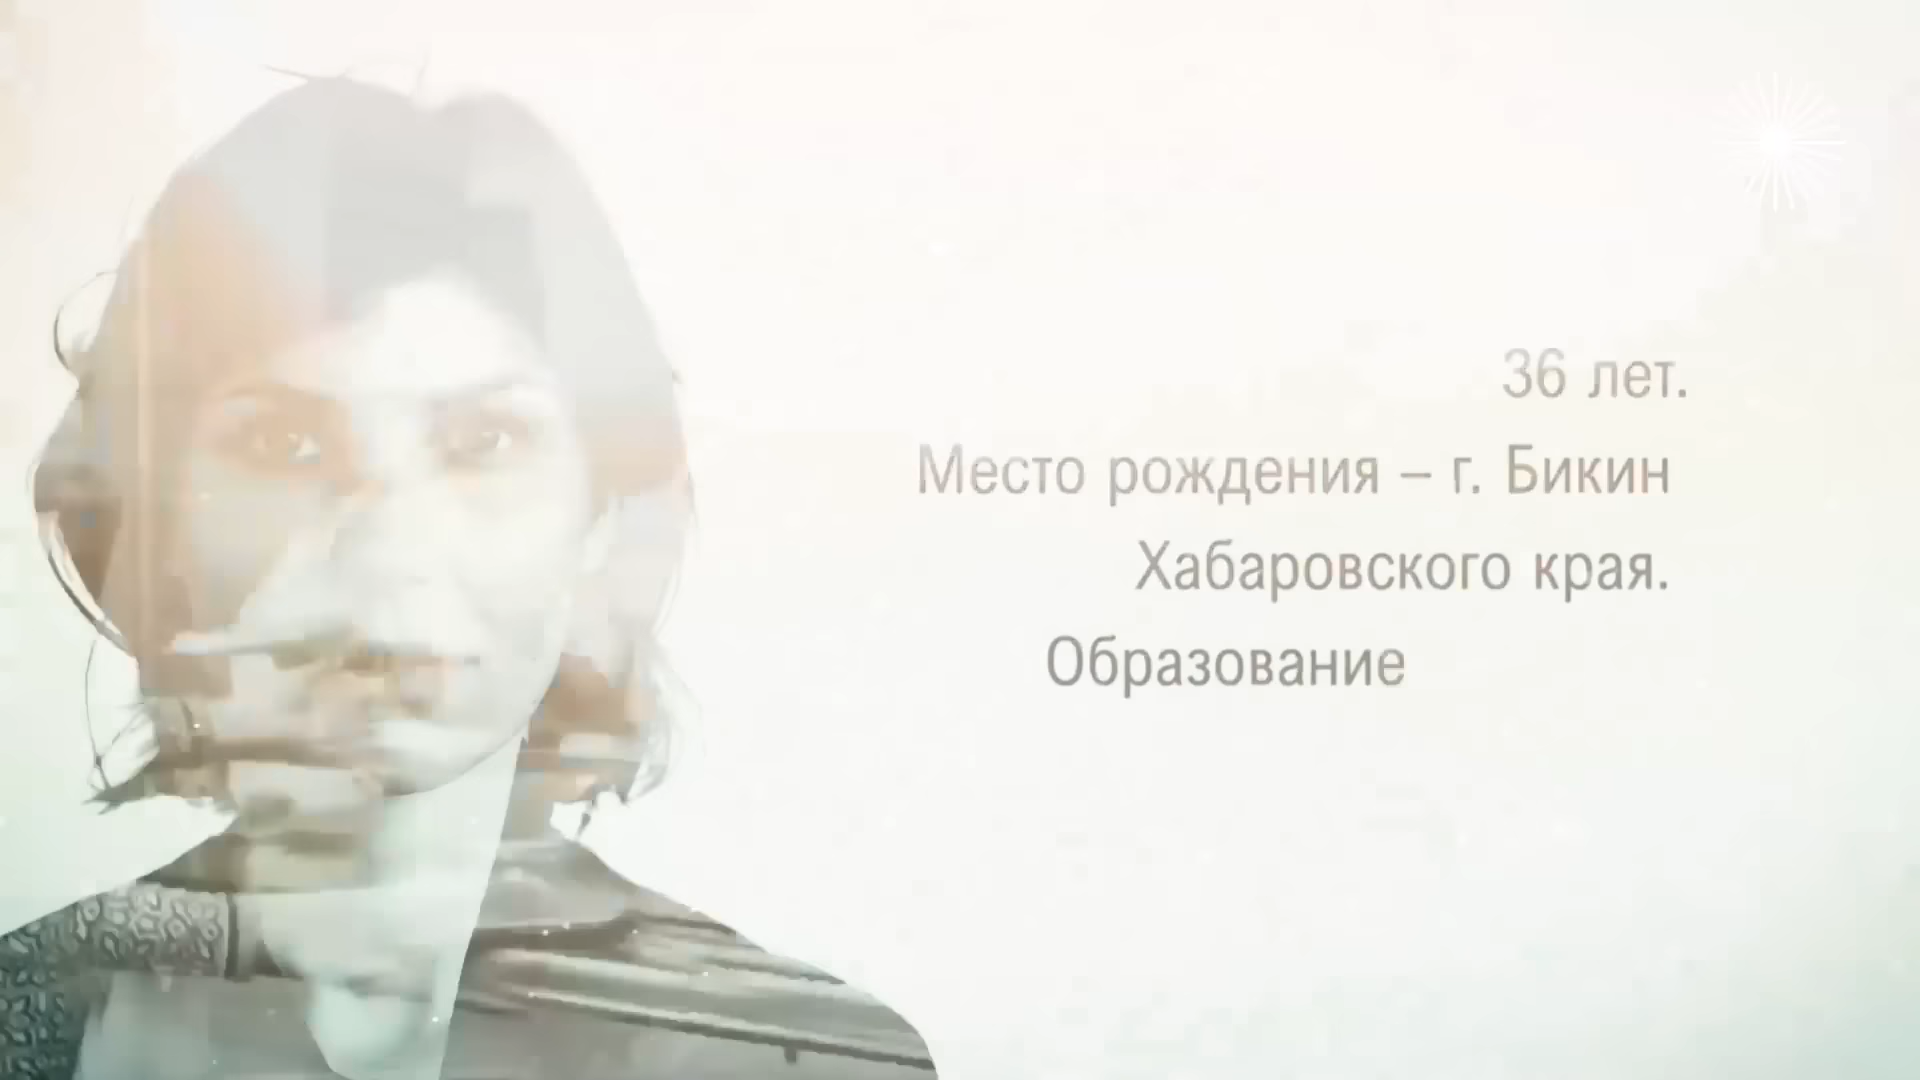 36 лет.
Место рождения – г. Бикин
Хабаровского края.
Образование